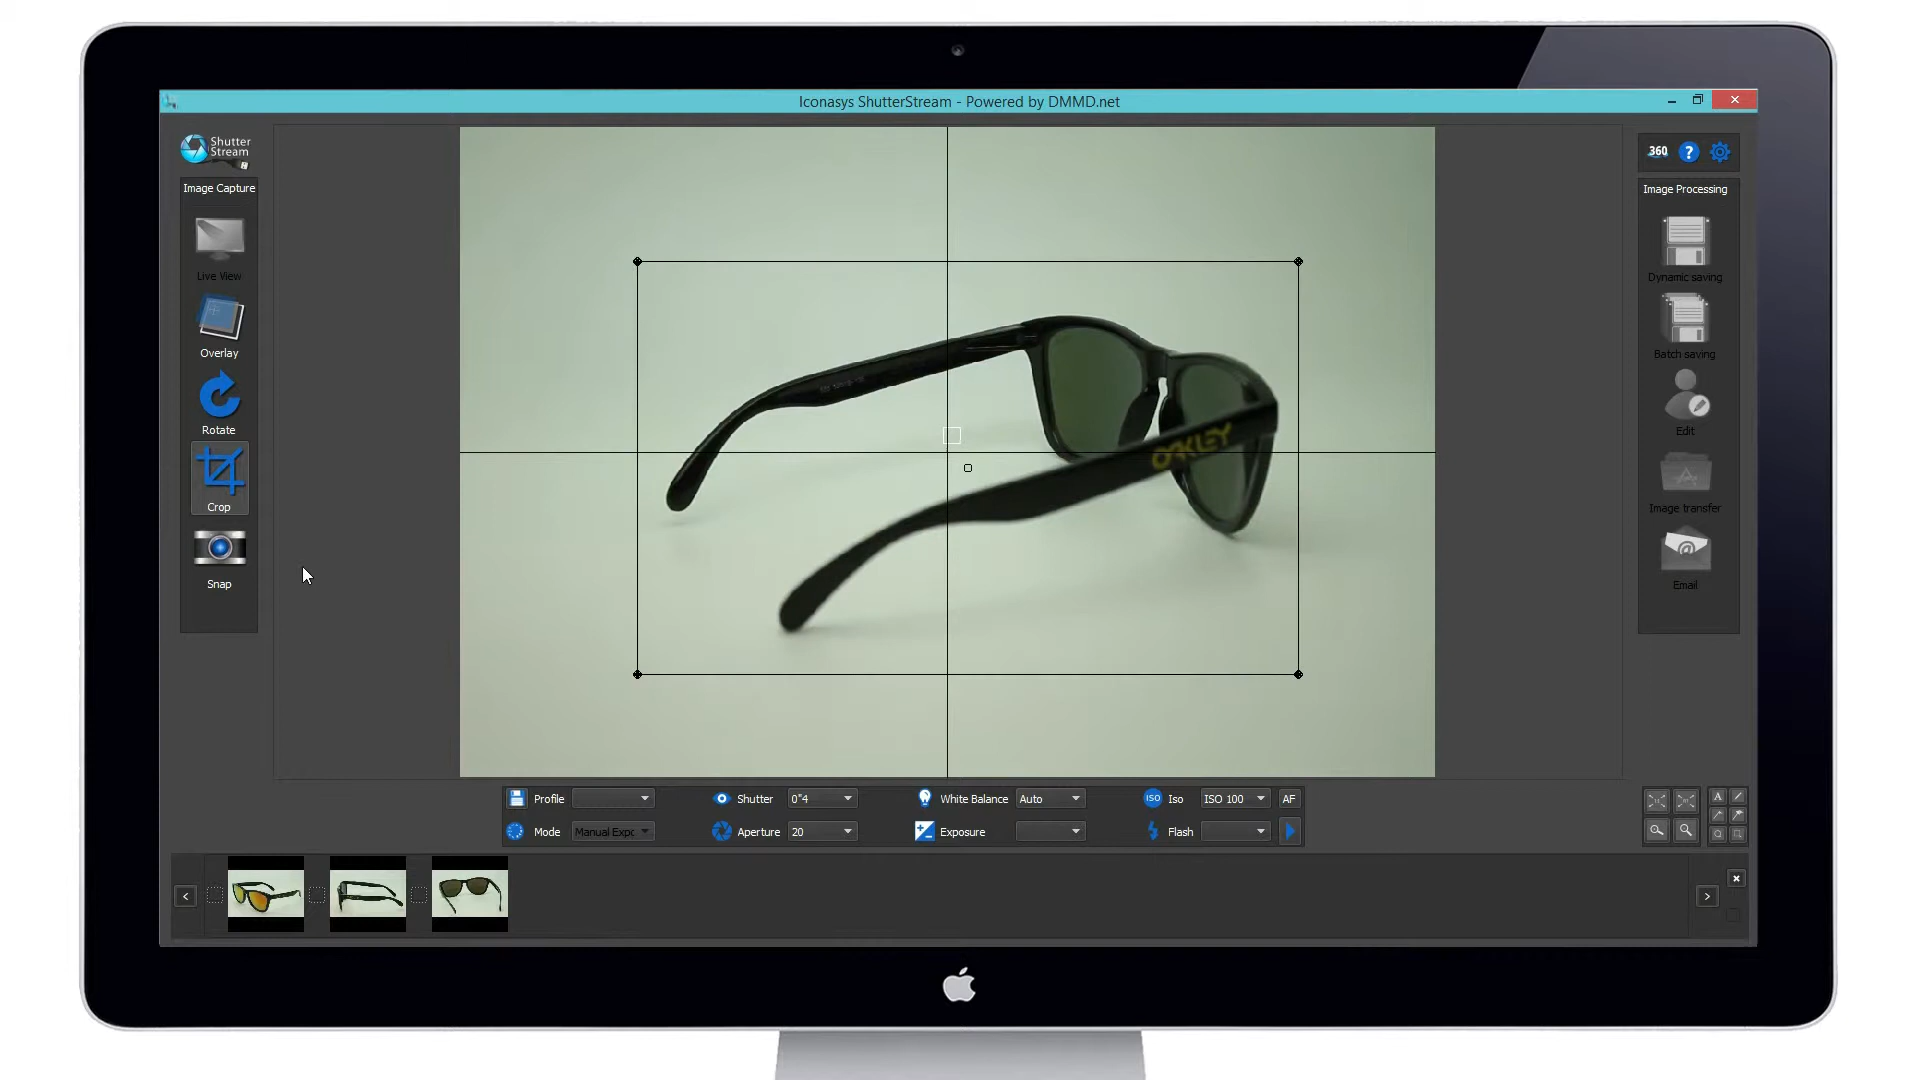 Iconasys ShutterStream - Powered by DMMD.net
Shutter
Stream
Image Capture
Live View
Overlay
Rotate
Crop
Snap
360
?
Image Processing
Dynamic saving
Batch saving
Edit
Image transfer
Email
OAKLEY
Profile
Shutter 0"4
White Balance Auto
ISO Iso ISO 100 AF
Mode Manual Expc
Aperture 20
Exposure
Flash
A